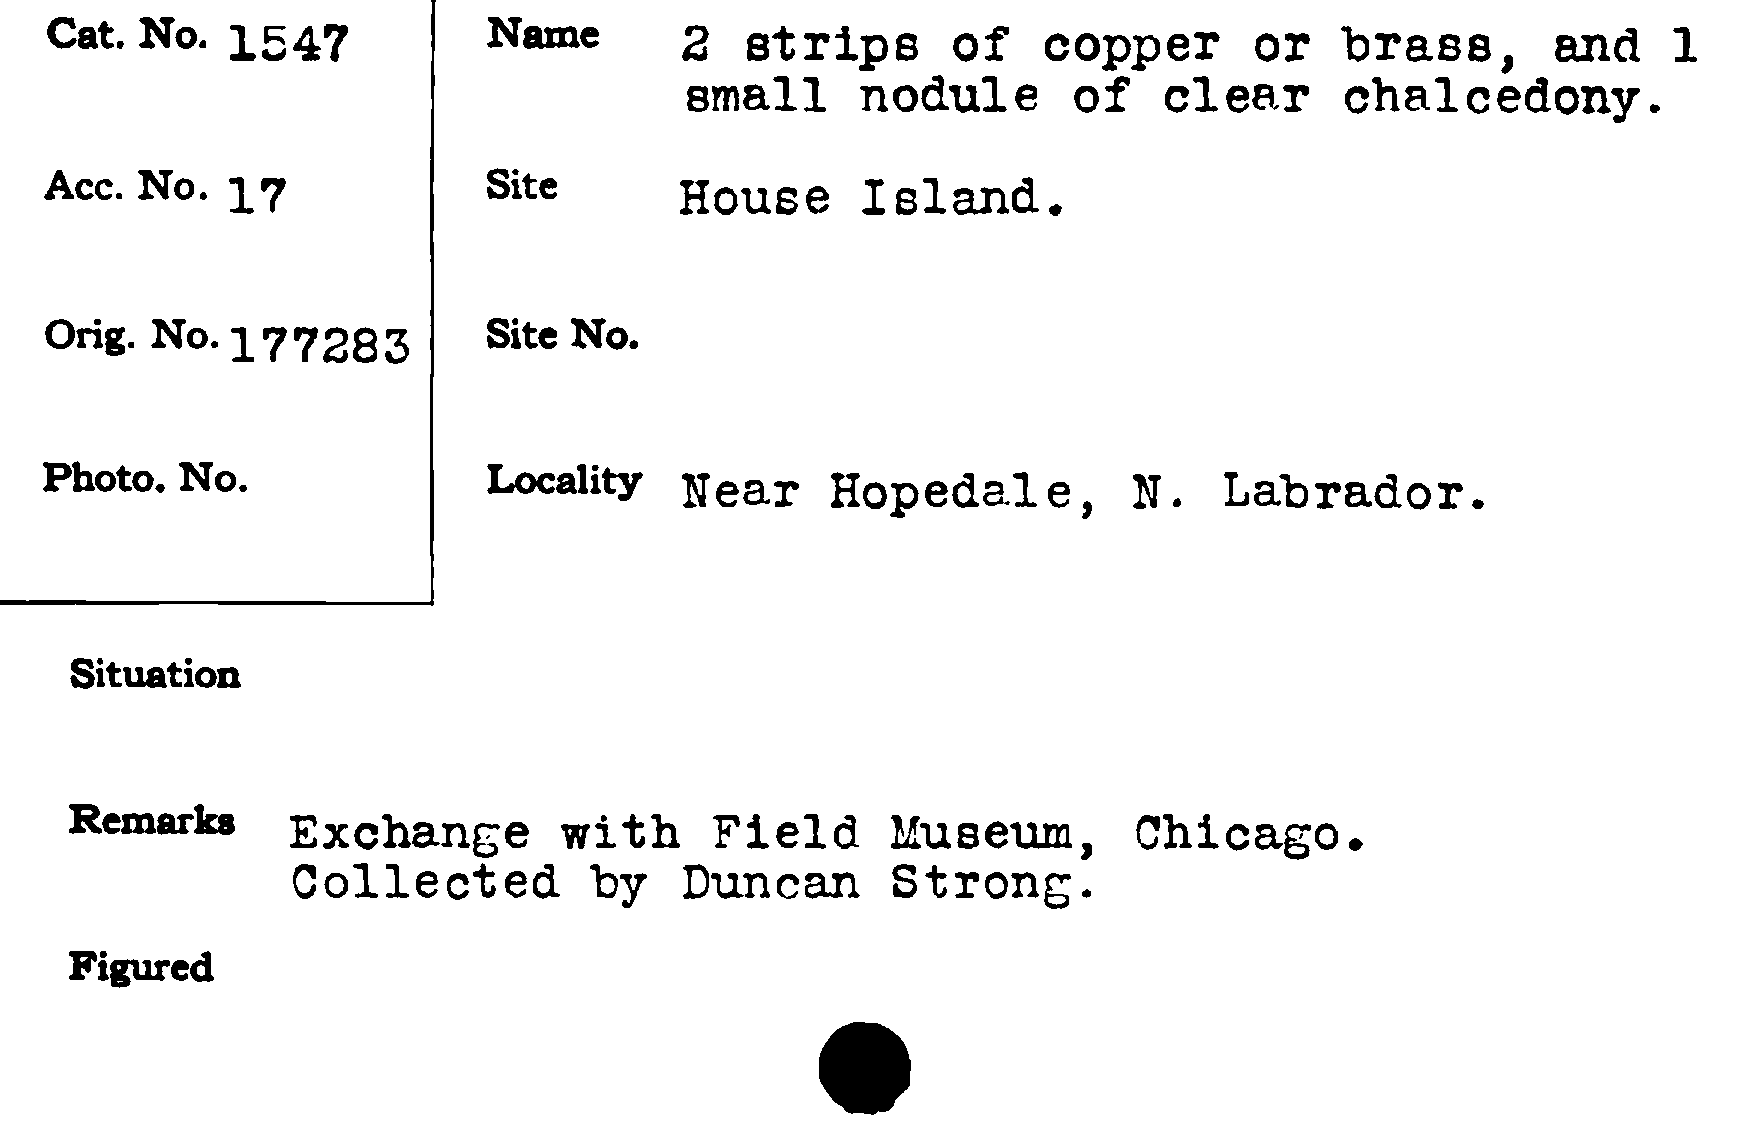 Cat. No. 1547
Name 2 strips of copper or brass, and 1
small nodule of clear chalcedony.
Acc. No. 17
Site House Island.
Orig. No. 177283
Site No.
Photo. No.
Locality Near Hopedale, N. Labrador.
Situation
Remarks Exchange with Field Museum, Chicago.
Collected by Duncan Strong.
Figured